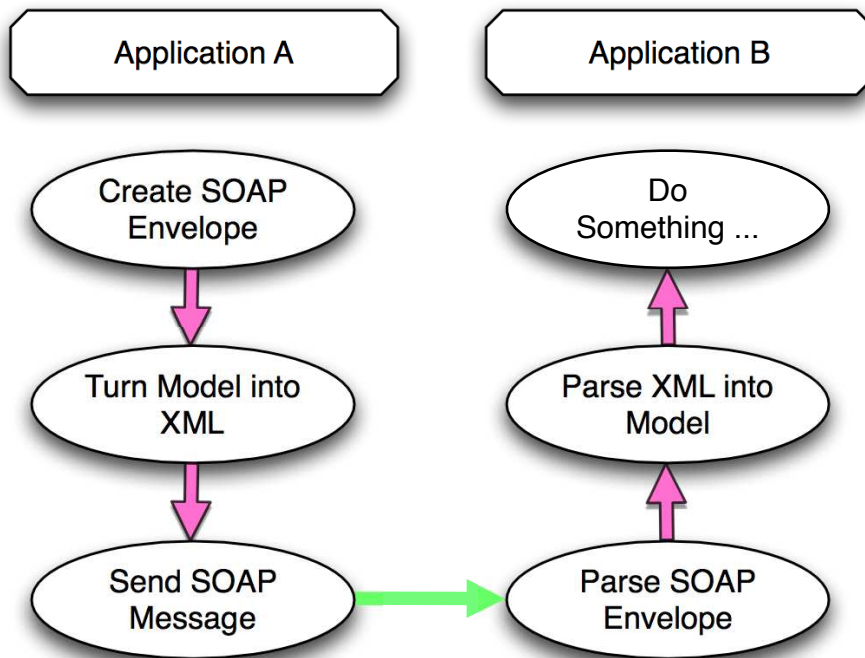 Application A
Application B
Create SOAP
Envelope
Do
Something ...
Turn Model into
XML
Parse XML into
Model
Send SOAP
Message
Parse SOAP
Envelope